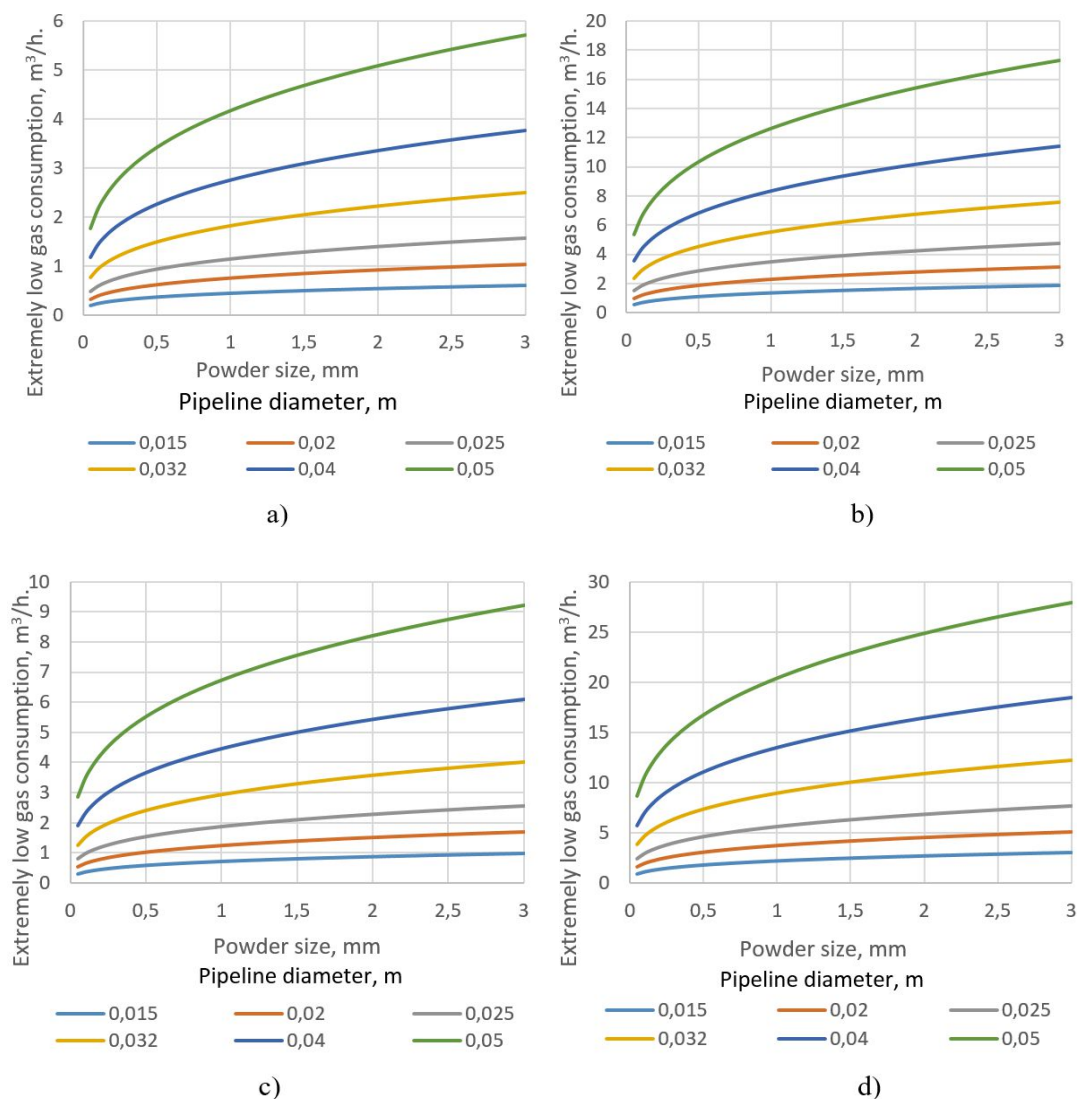 Extremely low gas consumption, m³/h.
6
5
4
3
2
1
0
0 0,5 1 1,5 2 2,5 3
Powder size, mm
Pipeline diameter, m
0,015 0,02 0,025
0,032 0,04 0,05
a)
Extremely low gas consumption, m³/h.
20
18
16
14
12
10
8
6
4
2
0
0 0,5 1 1,5 2 2,5 3
Powder size, mm
Pipeline diameter, m
0,015 0,02 0,025
0,032 0,04 0,05
b)
Extremely low gas consumption, m³/h.
10
9
8
7
6
5
4
3
2
1
0
0 0,5 1 1,5 2 2,5 3
Powder size, mm
Pipeline diameter, m
0,015 0,02 0,025
0,032 0,04 0,05
c)
Extremely low gas consumption, m³/h.
30
25
20
15
10
5
0
0 0,5 1 1,5 2 2,5 3
Powder size, mm
Pipeline diameter, m
0,015 0,02 0,025
0,032 0,04 0,05
d)